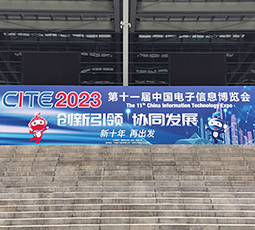 CITE2023 第十一届中国电子信息博览会
The 11th China Information Technology Expo
创新引领 协同发展
新十年 再出发